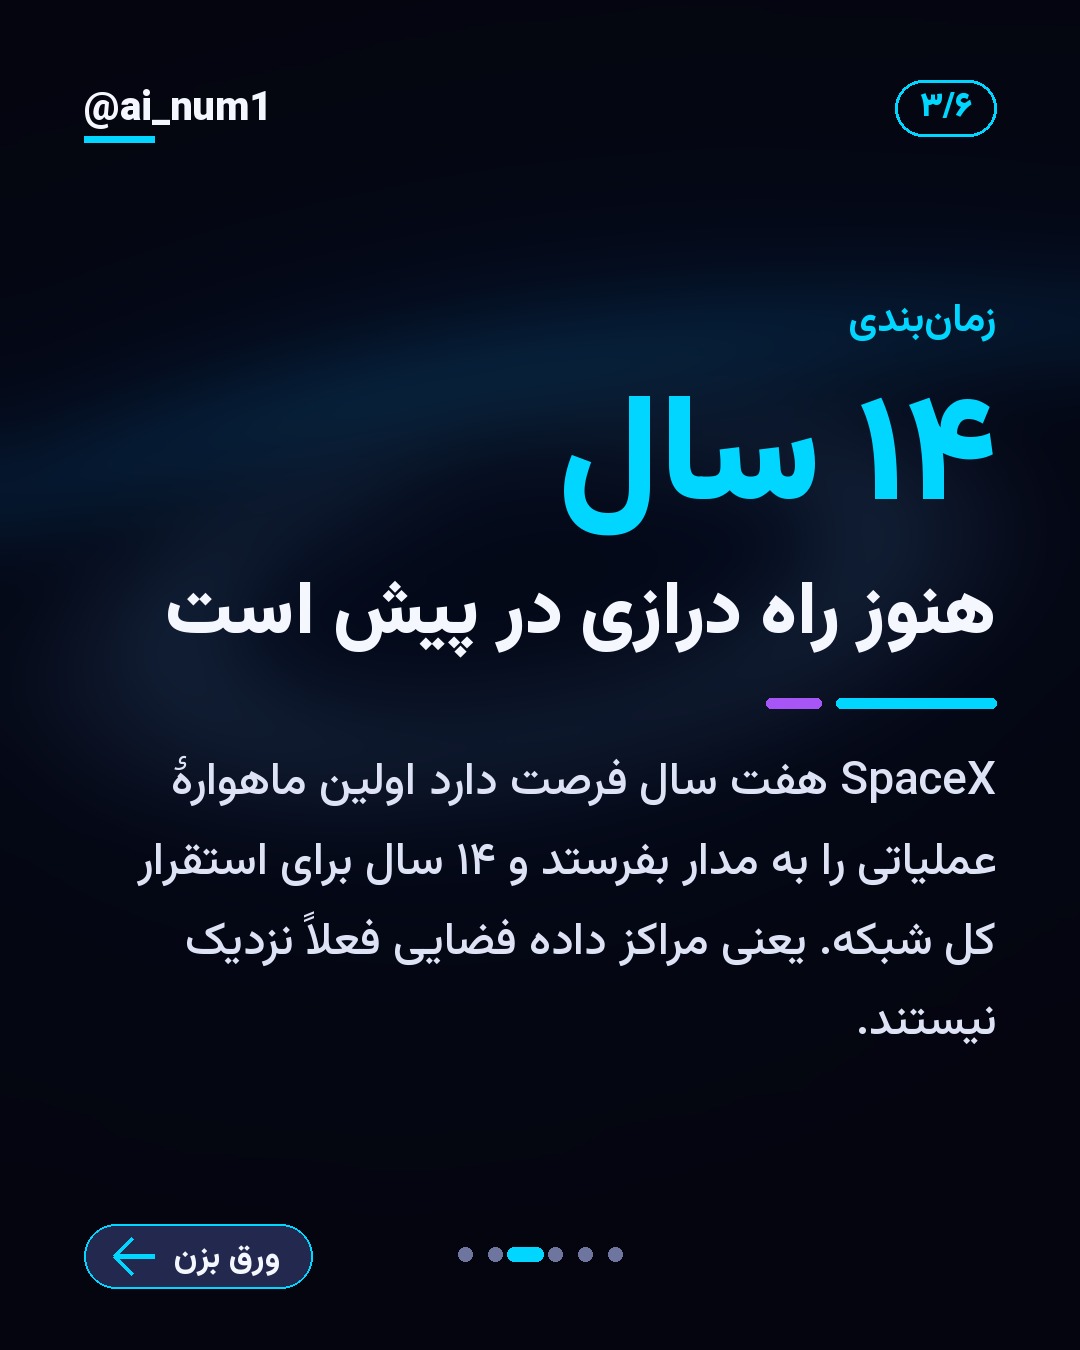 @ai_num1
۳/۶
زمان‌بندی
۱۴ سال
هنوز راه درازی در پیش است
SpaceX هفت سال فرصت دارد اولین ماهوارهٔ
عملیاتی را به مدار بفرستد و ۱۴ سال برای استقرار
کل شبکه. یعنی مراکز داده فضایی فعلاً نزدیک
نیستند.
ورق بزن